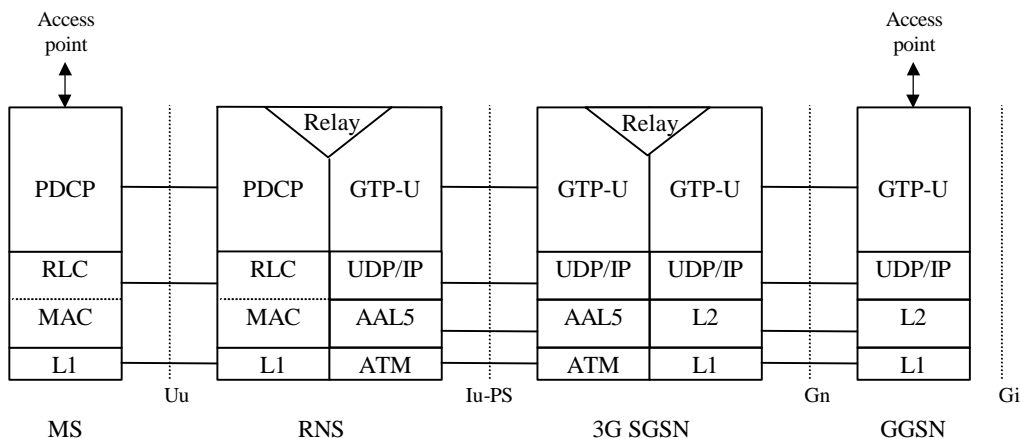 Access
point
Access
point
Relay
Relay
PDCP
PDCP
GTP-U
GTP-U
GTP-U
GTP-U
RLC
RLC
UDP/IP
UDP/IP
UDP/IP
UDP/IP
MAC
MAC
AAL5
AAL5
L2
L2
L1
L1
ATM
ATM
L1
L1
Uu
Iu-PS
Gn
Gi
MS
RNS
3G SGSN
GGSN